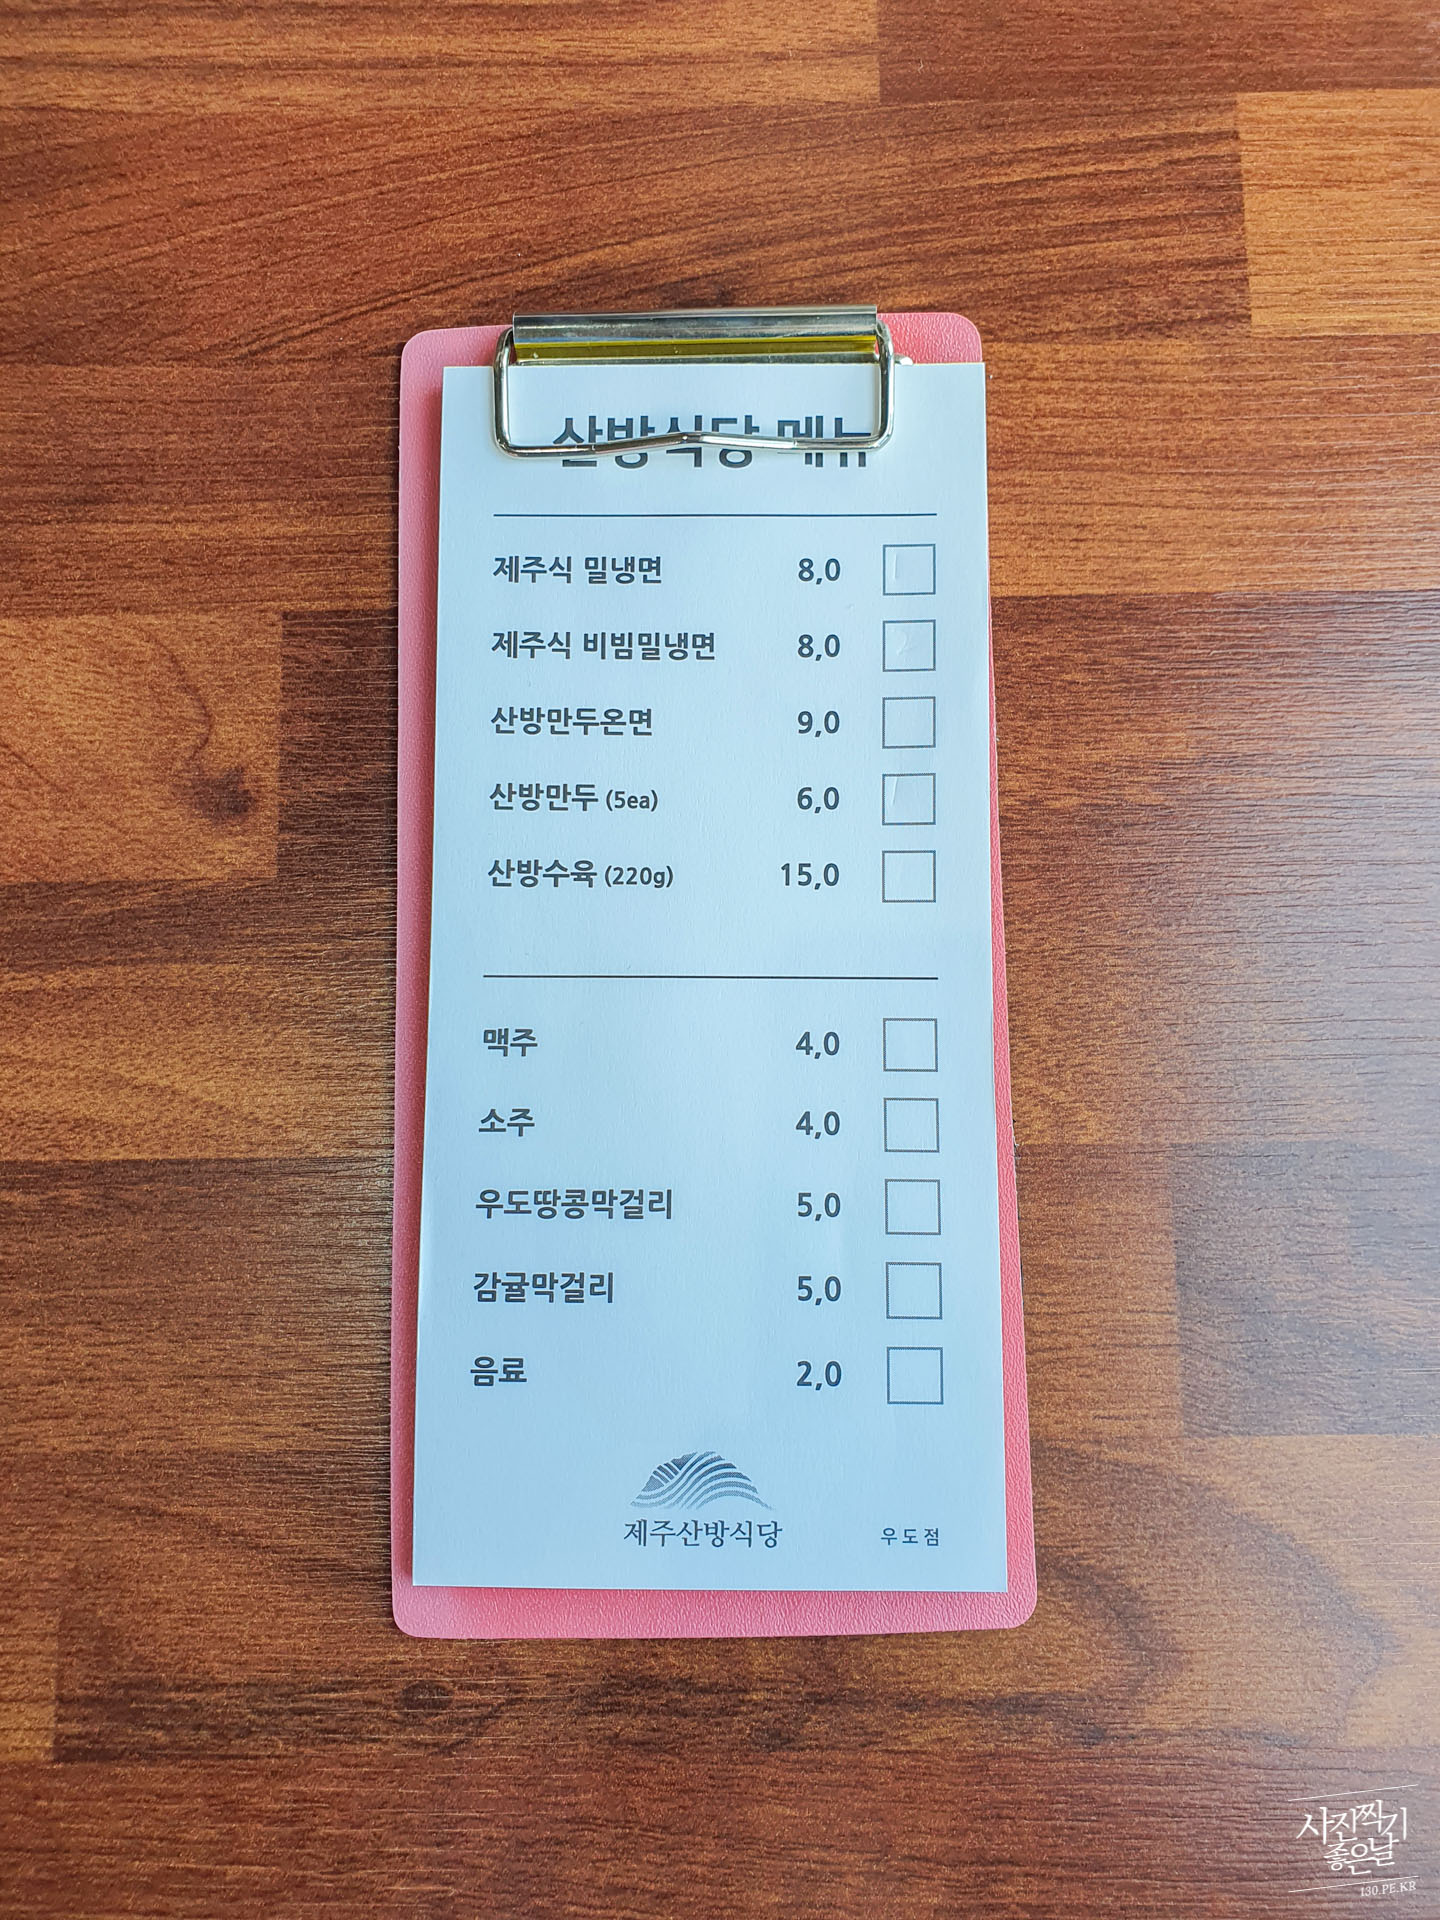 산방식당 메뉴
제주식 밀냉면 8,0
제주식 비빔밀냉면 8,0
산방만두온면 9,0
산방만두 (5ea) 6,0
산방수육 (220g) 15,0
맥주 4,0
소주 4,0
우도땅콩막걸리 5,0
감귤막걸리 5,0
음료 2,0
제주산방식당 우도점
사진찍기
좋은날
130.PE.KR